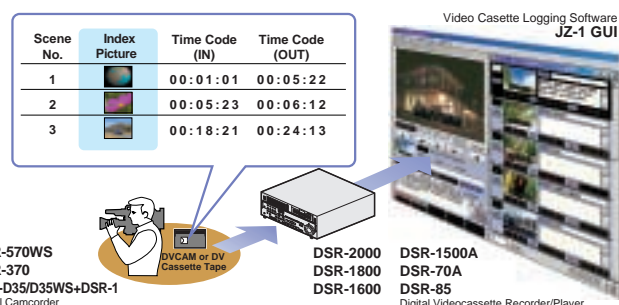 Video Casette Logging Software
JZ-1 GUI
Scene No.
Index Picture
Time Code (IN)
Time Code (OUT)
1 00:01:01 00:05:22
2 00:05:23 00:06:12
3 00:18:21 00:24:13
DVCAM or DV
Cassette Tape
-570WS
-370
-D35/D35WS+DSR-1
Camcorder
DSR-2000 DSR-1500A
DSR-1800 DSR-70A
DSR-1600 DSR-85
Digital Videocassette Recorder/Player